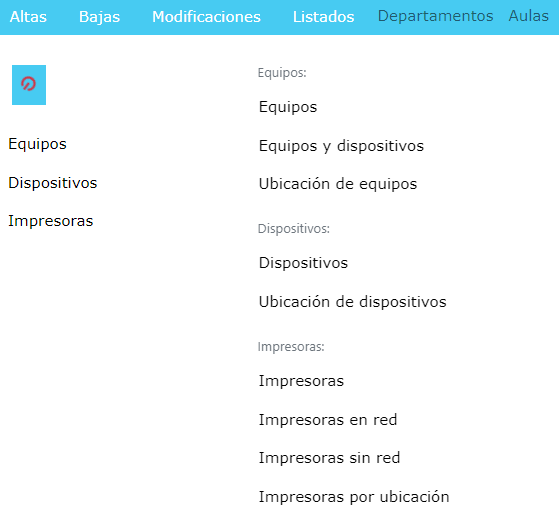 Altas Bajas Modificaciones Listados Departamentos Aulas
Equipos
Dispositivos
Impresoras
Equipos:
Equipos
Equipos y dispositivos
Ubicación de equipos
Dispositivos:
Dispositivos
Ubicación de dispositivos
Impresoras:
Impresoras
Impresoras en red
Impresoras sin red
Impresoras por ubicación